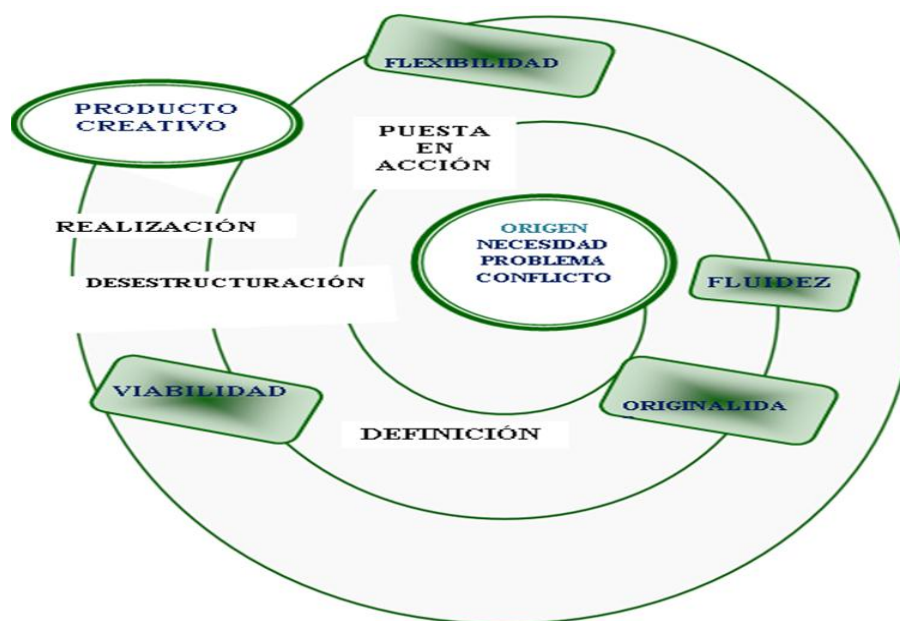 FLEXIBILIDAD
PRODUCTO
CREATIVO
PUESTA
EN
ACCIÓN
REALIZACIÓN
ORIGEN
NECESIDAD
PROBLEMA
CONFLICTO
DESESTRUCTURACIÓN
FLUIDEZ
VIABILIDAD
ORIGINALIDA
DEFINICIÓN